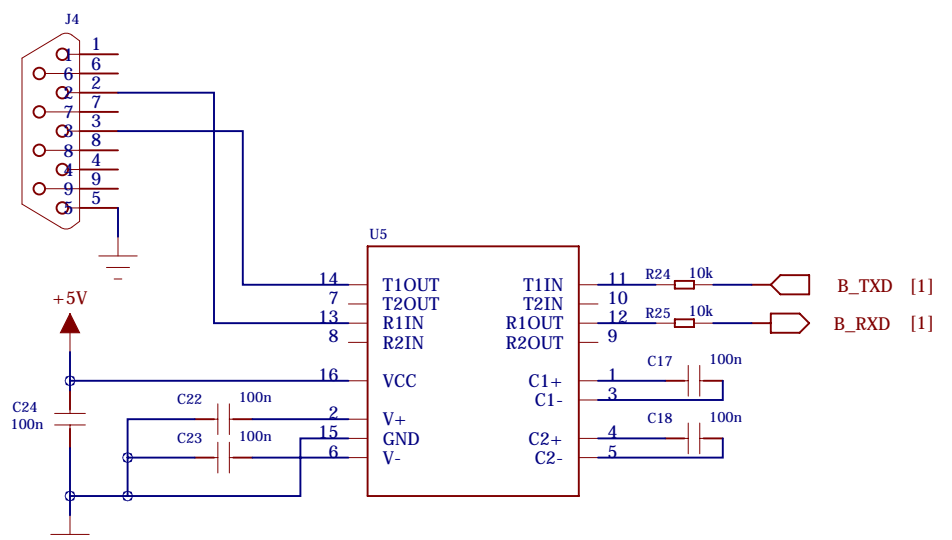 J4
1
1
6
6
2
2
7
7
3
3
8
8
4
4
9
9
5
5
U5
14 T1OUT T1IN 11 R24 10k B_TXD [1]
7 T2OUT T2IN 10
13 R1IN R1OUT 12 R25 10k B_RXD [1]
8 R2IN R2OUT 9
+5V
16 VCC C1+ 1 C17 100n
C1- 3
C24
100n
C22 100n 2 V+ C2+ 4 C18 100n
15 GND
C23 100n 6 V- C2- 5